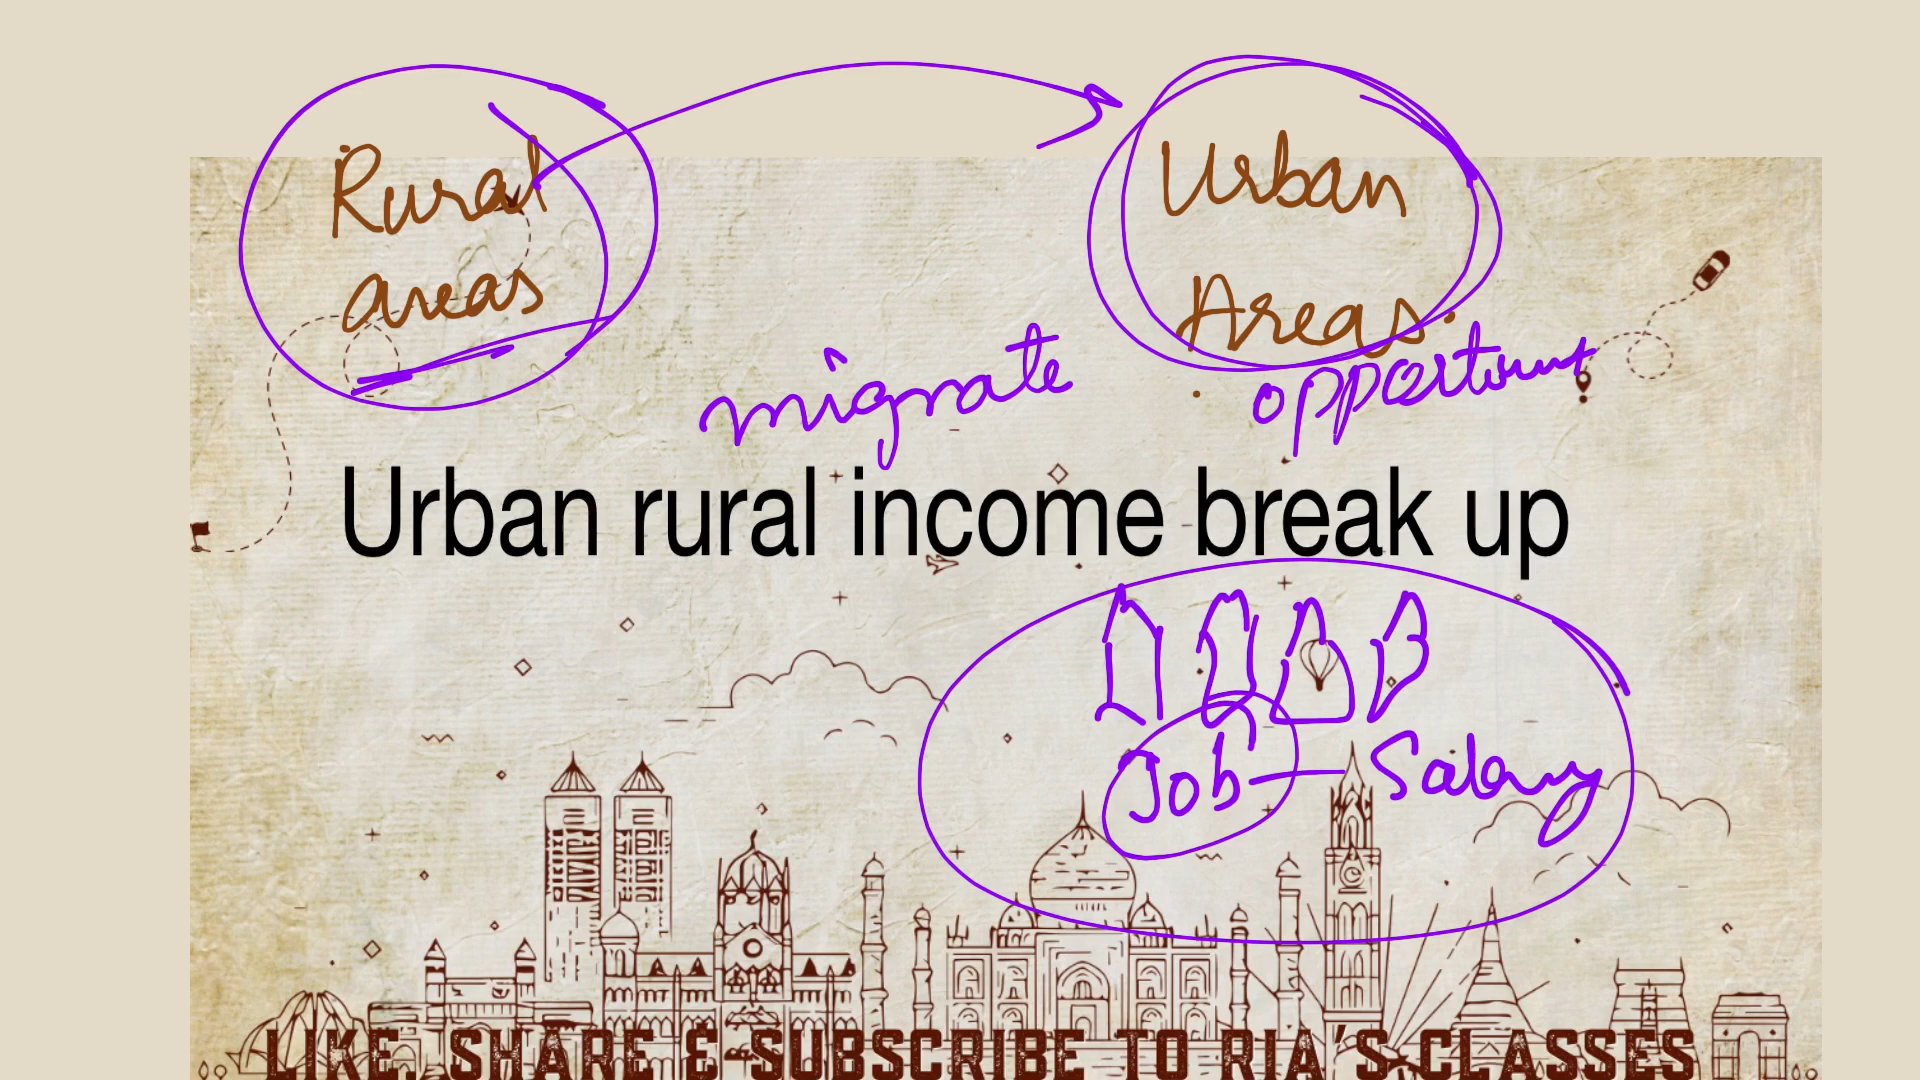 Rural
areas
Urban
Areas.
migrate
Urban rural income break up
Job — Salary
LIKE, SHARE & SUBSCRIBE TO RIA'S CLASSES